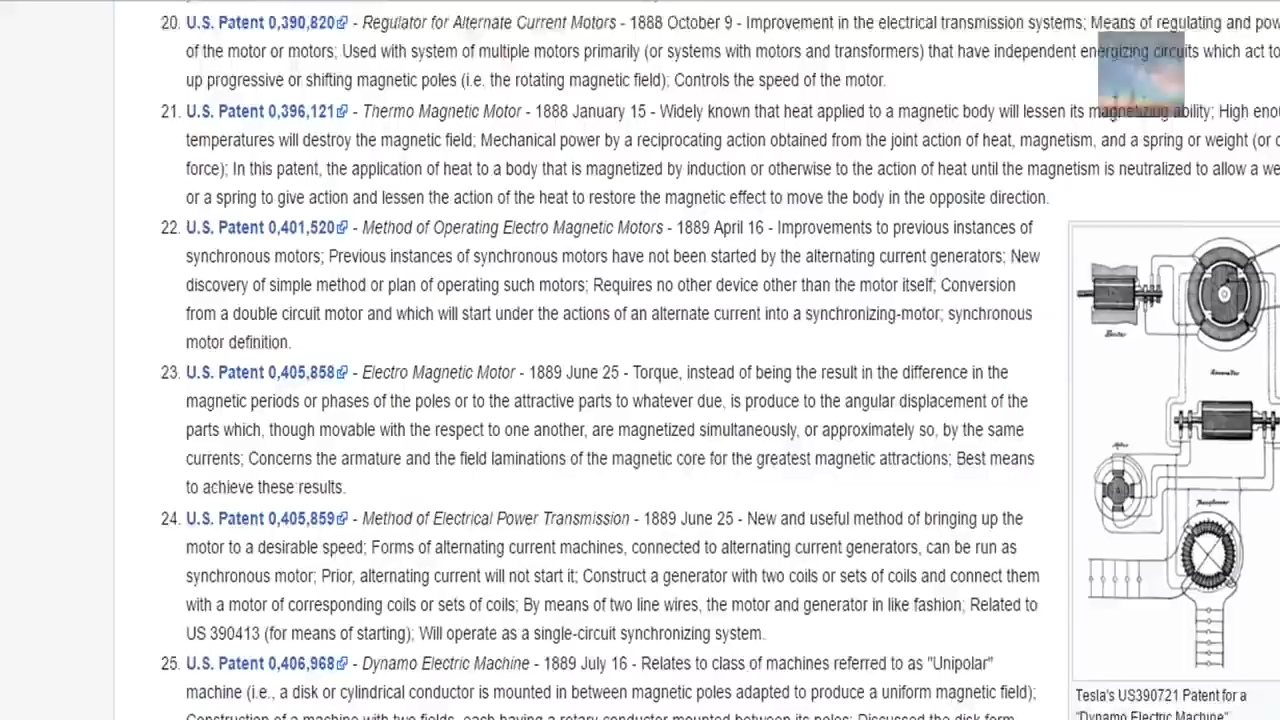 20. U.S. Patent 0,390,820 - Regulator for Alternate Current Motors - 1888 October 9 - Improvement in the electrical transmission systems; Means of regulating and
of the motor or motors; Used with system of multiple motors primarily (or systems with motors and transformers) that have independent energizing circuits which act to
up progressive or shifting magnetic poles (i.e. the rotating magnetic field); Controls the speed of the motor.
21. U.S. Patent 0,396,121 - Thermo Magnetic Motor - 1888 January 15 - Widely known that heat applied to a magnetic body will lessen its magnetizing ability; High
temperatures will destroy the magnetic field; Mechanical power by a reciprocating action obtained from the joint action of heat, magnetism, and a spring or weight (or
force); In this patent, the application of heat to a body that is magnetized by induction or otherwise to the action of heat until the magnetism is neutralized to allow a
or a spring to give action and lessen the action of the heat to restore the magnetic effect to move the body in the opposite direction.
22. U.S. Patent 0,401,520 - Method of Operating Electro Magnetic Motors - 1889 April 16 - Improvements to previous instances of
synchronous motors; Previous instances of synchronous motors have not been started by the alternating current generators; New
discovery of simple method or plan of operating such motors; Requires no other device other than the motor itself; Conversion
from a double circuit motor and which will start under the actions of an alternate current into a synchronizing-motor; synchronous
motor definition.
23. U.S. Patent 0,405,858 - Electro Magnetic Motor - 1889 June 25 - Torque, instead of being the result in the difference in the
magnetic periods or phases of the poles or to the attractive parts to whatever due, is produce to the angular displacement of the
parts which, though movable with the respect to one another, are magnetized simultaneously, or approximately so, by the same
currents; Concerns the armature and the field laminations of the magnetic core for the greatest magnetic attractions; Best means
to achieve these results.
24. U.S. Patent 0,405,859 - Method of Electrical Power Transmission - 1889 June 25 - New and useful method of bringing up the
motor to a desirable speed; Forms of alternating current machines, connected to alternating current generators, can be run as
synchronous motor; Prior, alternating current will not start it; Construct a generator with two coils or sets of coils and connect them
with a motor of corresponding coils or sets of coils; By means of two line wires, the motor and generator in like fashion; Related to
US 390413 (for means of starting); Will operate as a single-circuit synchronizing system.
25. U.S. Patent 0,406,968 - Dynamo Electric Machine - 1889 July 16 - Relates to class of machines referred to as "Unipolar"
machine (i.e., a disk or cylindrical conductor is mounted in between magnetic poles adapted to produce a uniform magnetic field);
Construction of a machine with two fields, each having a rotary conductor mounted between its poles; Discussed the disk form
Tesla's US390721 Patent for a
"Dynamo Electric Machine"